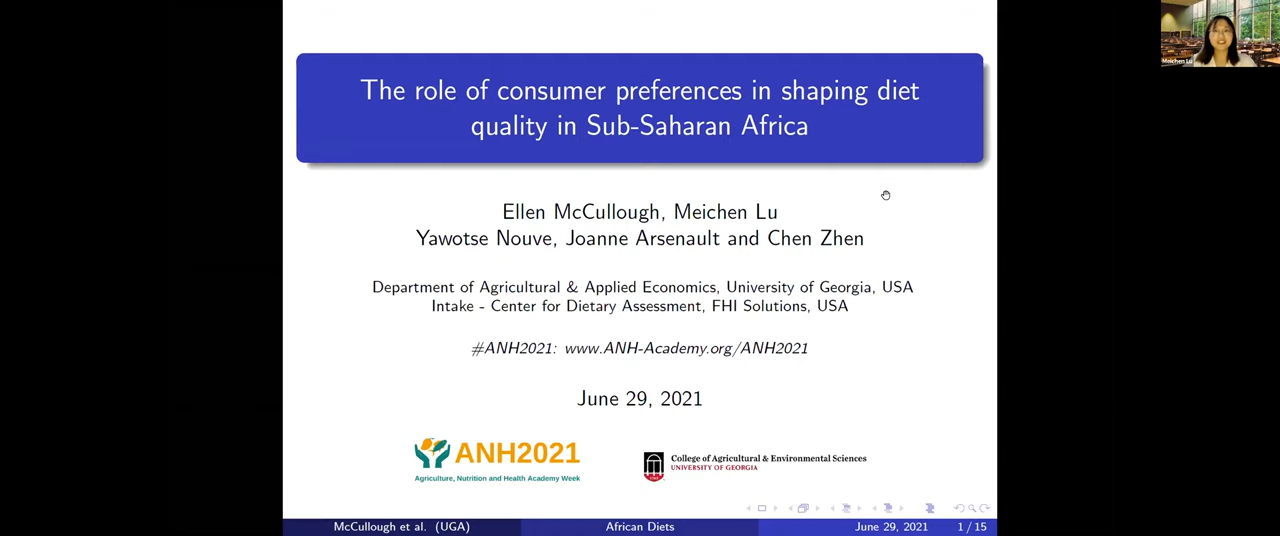 The role of consumer preferences in shaping diet
quality in Sub-Saharan Africa
Meichen Lu
Ellen McCullough, Meichen Lu
Yawotse Nouve, Joanne Arsenault and Chen Zhen
Department of Agricultural & Applied Economics, University of Georgia, USA
Intake - Center for Dietary Assessment, FHI Solutions, USA
#ANH2021: www.ANH-Academy.org/ANH2021
June 29, 2021
ANH2021
Agriculture, Nutrition and Health Academy Week
College of Agricultural & Environmental Sciences
UNIVERSITY OF GEORGIA
McCullough et al. (UGA) African Diets June 29, 2021 1 / 15